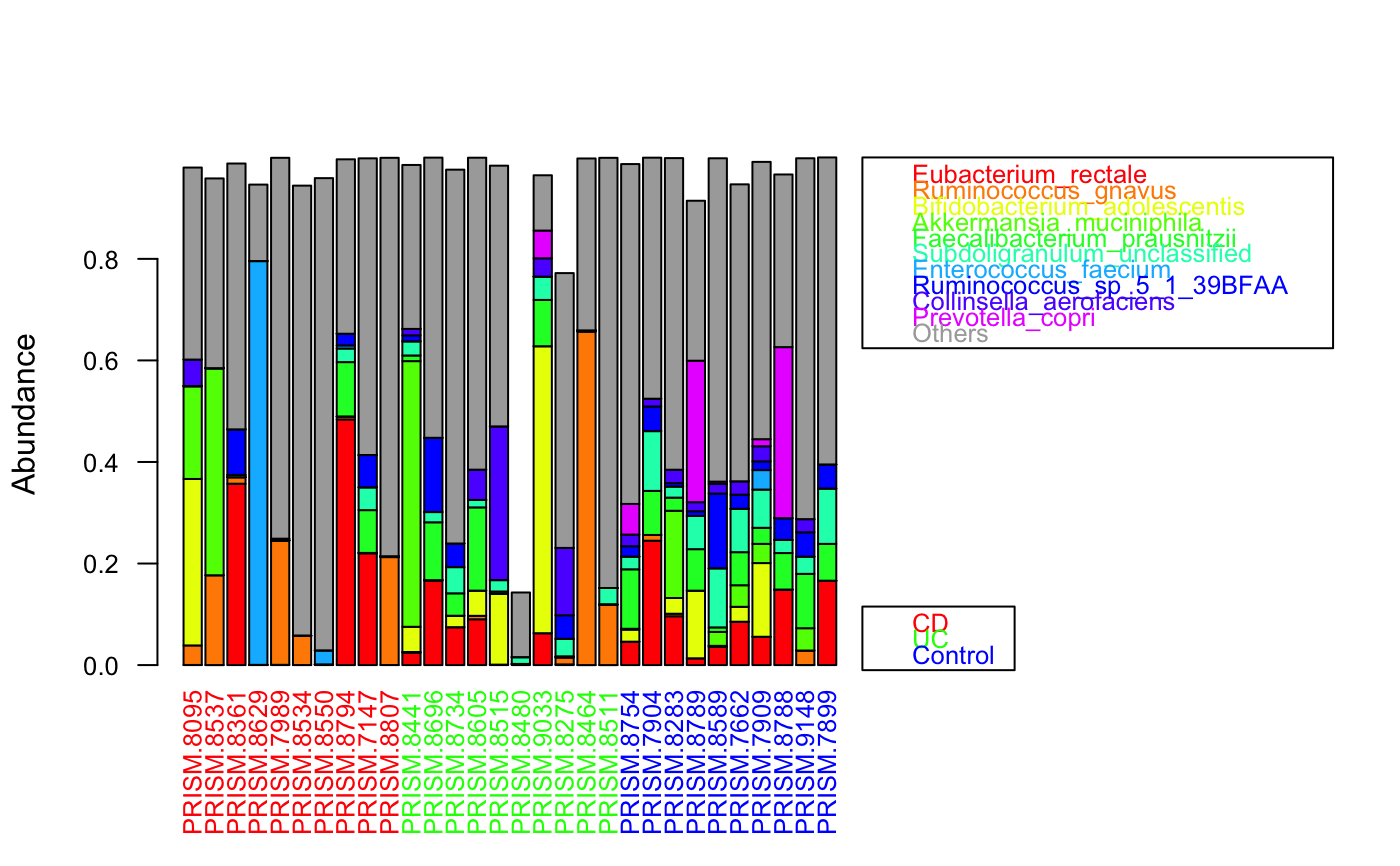 Abundance
0.8
0.6
0.4
0.2
0.0
PRISM.8095
PRISM.8537
PRISM.8361
PRISM.8629
PRISM.7989
PRISM.8534
PRISM.8550
PRISM.8794
PRISM.7147
PRISM.8807
PRISM.8441
PRISM.8696
PRISM.8734
PRISM.8605
PRISM.8515
PRISM.8480
PRISM.9033
PRISM.8275
PRISM.8464
PRISM.8511
PRISM.8754
PRISM.7904
PRISM.8283
PRISM.8789
PRISM.8589
PRISM.7662
PRISM.7909
PRISM.8788
PRISM.9148
PRISM.7899
Eubacterium_rectale
Ruminococcus_gnavus
Bifidobacterium_adolescentis
Akkermansia_muciniphila
Faecalibacterium_prausnitzii
Subdoligranulum_unclassified
Enterococcus_faecium
Ruminococcus_sp_5_1_39BFAA
Collinsella_aerofaciens
Prevotella_copri
Others
CD
UC
Control